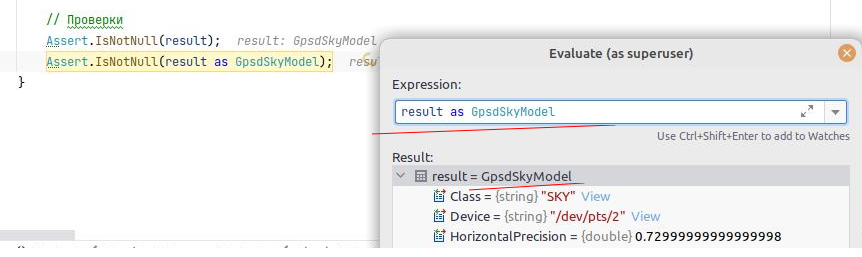 // Проверки
Assert.IsNotNull(result);  result: GpsdSkyModel
Assert.IsNotNull(result as GpsdSkyModel);
}
Evaluate (as superuser)
Expression:
result as GpsdSkyModel
Use Ctrl+Shift+Enter to add to Watches
Result:
result = GpsdSkyModel
Class = {string} "SKY" View
Device = {string} "/dev/pts/2" View
HorizontalPrecision = {double} 0.72999999999999998